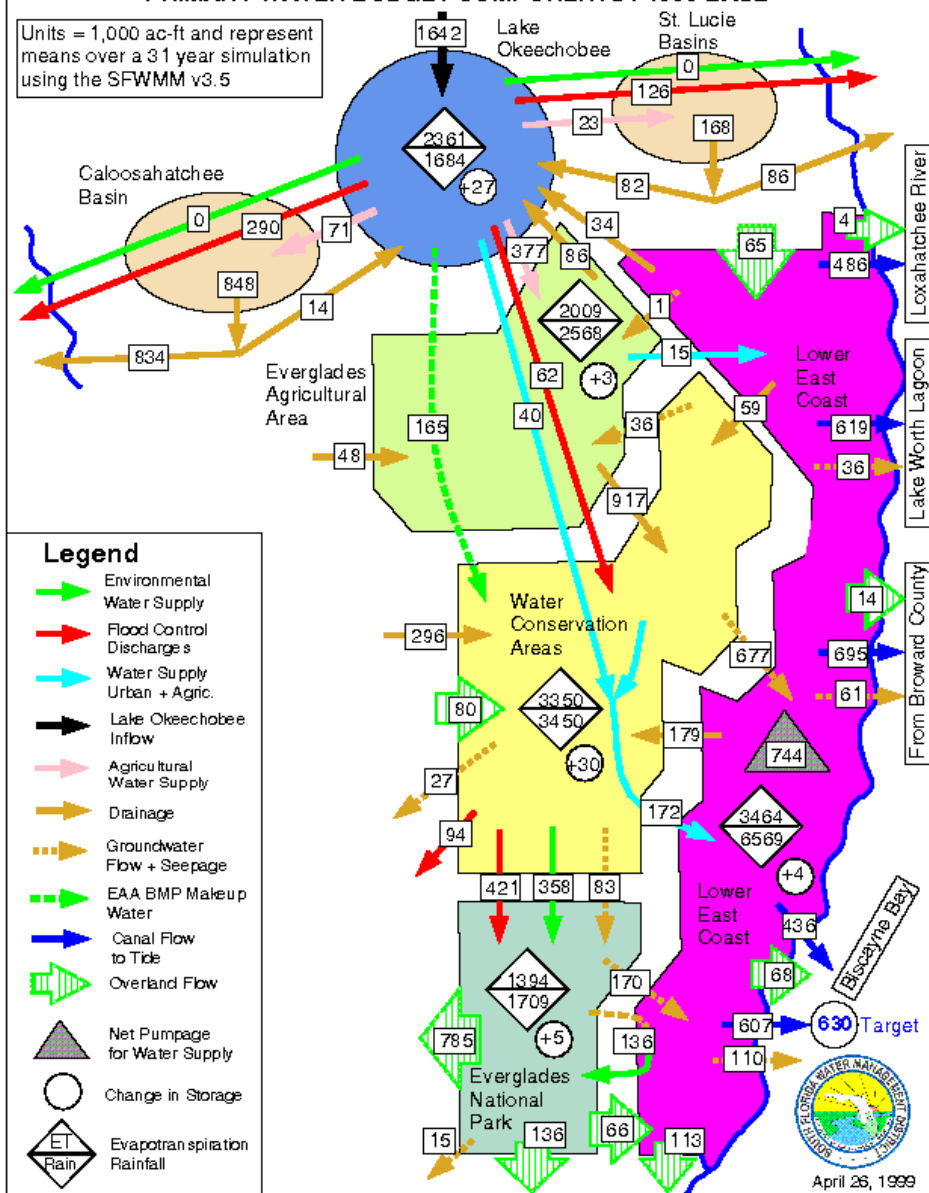 Units = 1,000 ac-ft and represent
means over a 31 year simulation
using the SFWMM v3.5
1642
Lake
Okeechobee
St. Lucie
Basins
0
126
23
168
2361
1684
+27
82
86
Caloosahatchee
Basin
0
290
71
848
14
834
377
86
34
65
4
486
Loxahatchee River
2009
2568
+3
1
15
Everglades
Agricultural
Area
Lower
East
Coast
62
40
165
36
59
48
917
619
36
Lake Worth Lagoon
Legend
Environmental
Water Supply
Flood Control
Discharges
Water Supply
Urban + Agric.
Lake Okeechobee
Inflow
Agricultural
Water Supply
Drainage
Groundwater
Flow + Seepage
EAA BMP Makeup
Water
Canal Flow
to Tide
Overland Flow
Net Pumpage
for Water Supply
Change in Storage
ET
Rain
Evapotranspiration
Rainfall
Water
Conservation
Areas
296
80
3350
3450
+30
27
94
677
179
172
14
695
61
From Broward County
744
3464
6569
+4
Lower
East
Coast
421
358
83
436
Biscayne Bay
68
1394
1709
+5
170
136
785
607
630
Target
110
Everglades
National
Park
15
136
66
113
SOUTH FLORIDA WATER MANAGEMENT DISTRICT
April 26, 1999